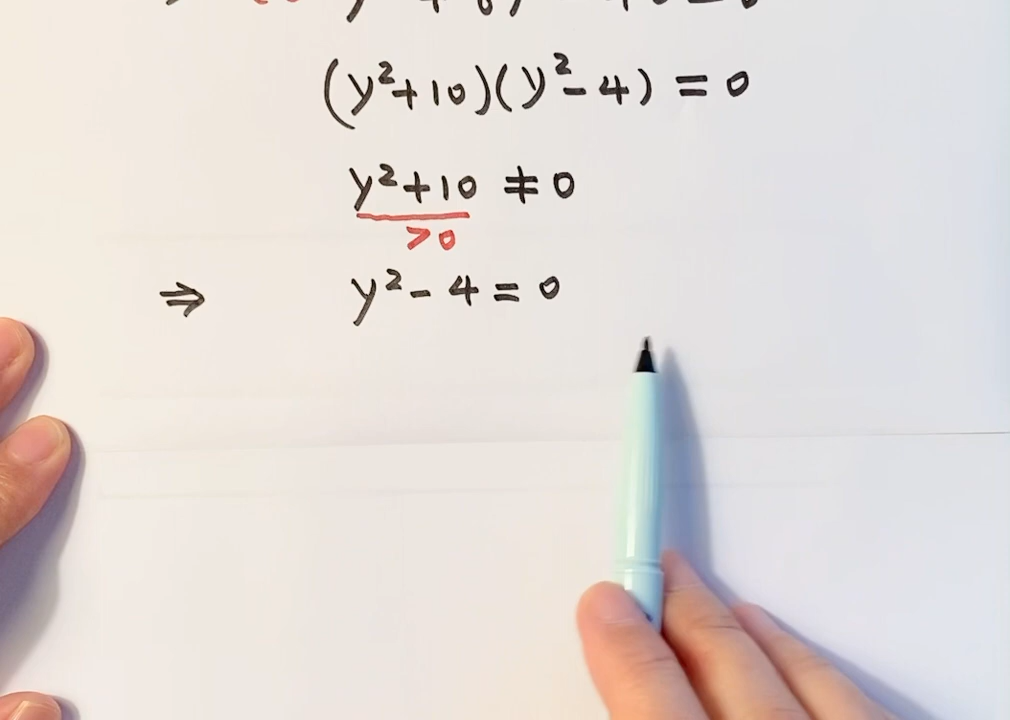 (y²+10)(y²-4) = 0
y²+10 ≠ 0
>0
⇒ y²-4=0